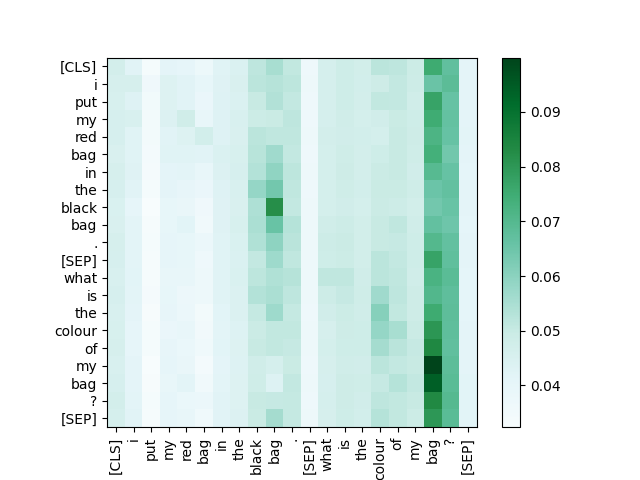 [CLS]
i
put
my
red
bag
in
the
black
bag
.
[SEP]
what
is
the
colour
of
my
bag
?
[SEP]
[CLS] i put my red bag in the black bag . [SEP] what is the colour of my bag ? [SEP]
0.09
0.08
0.07
0.06
0.05
0.04